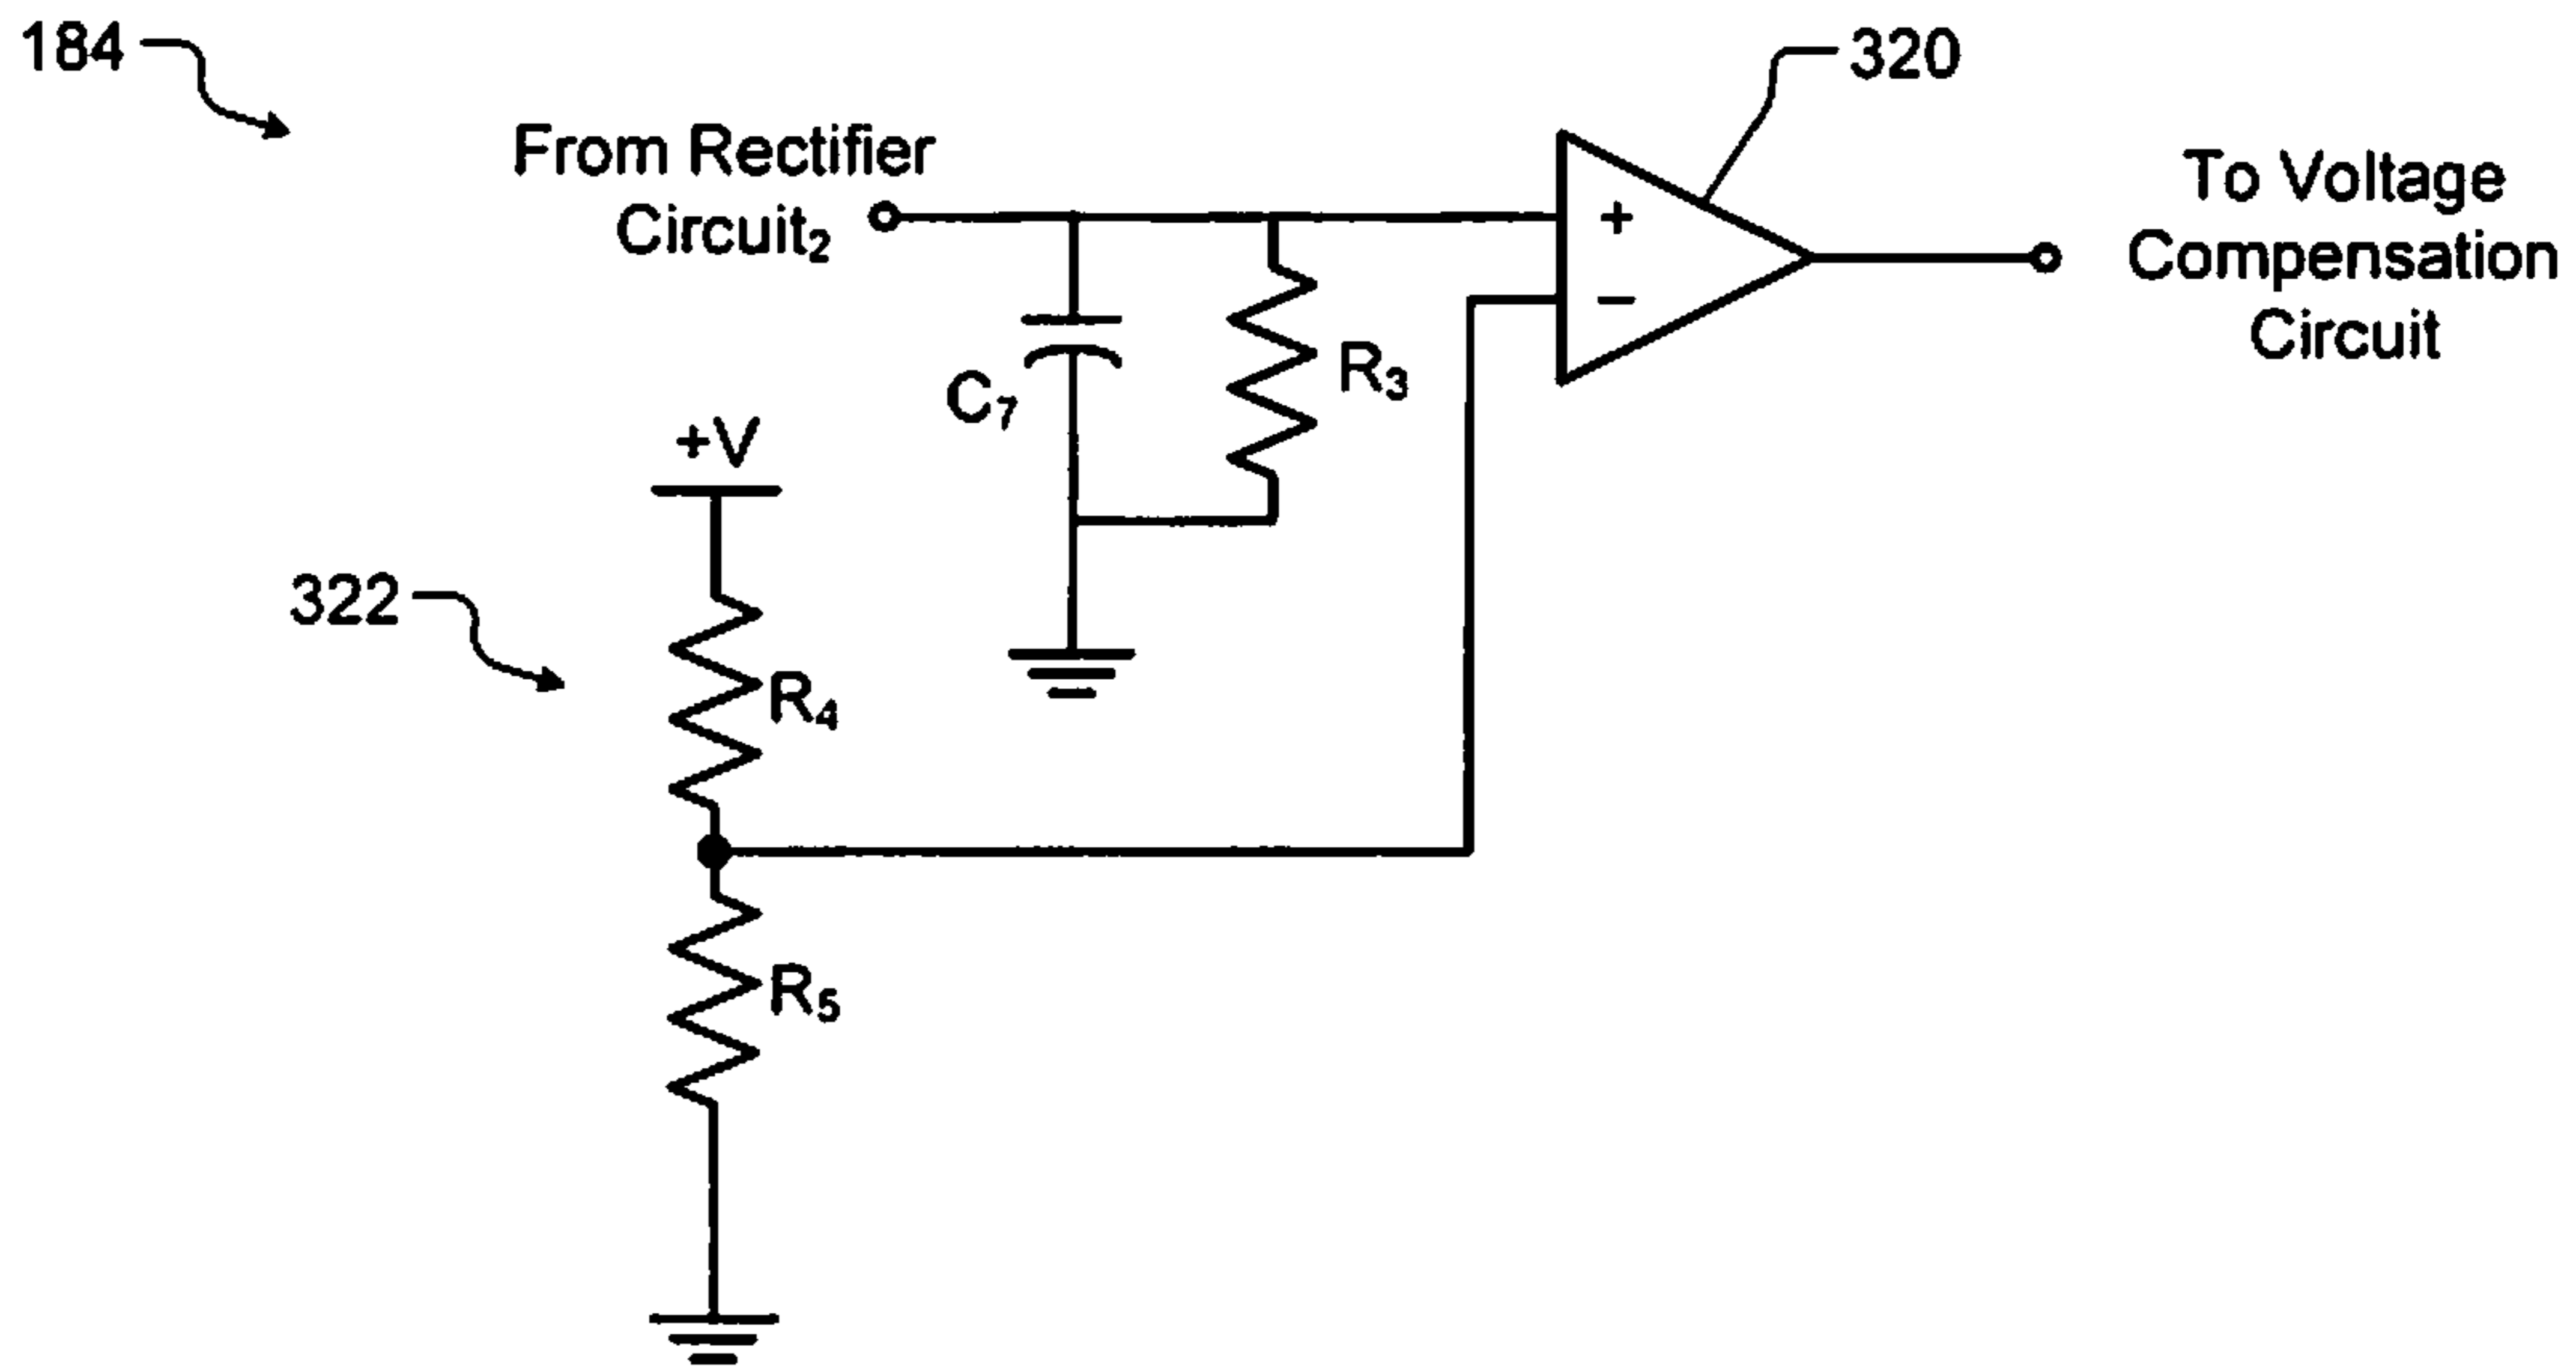 184
320
From Rectifier
Circuit₂
To Voltage
Compensation
Circuit
+
−
C₇
R₃
+V
322
R₄
R₅